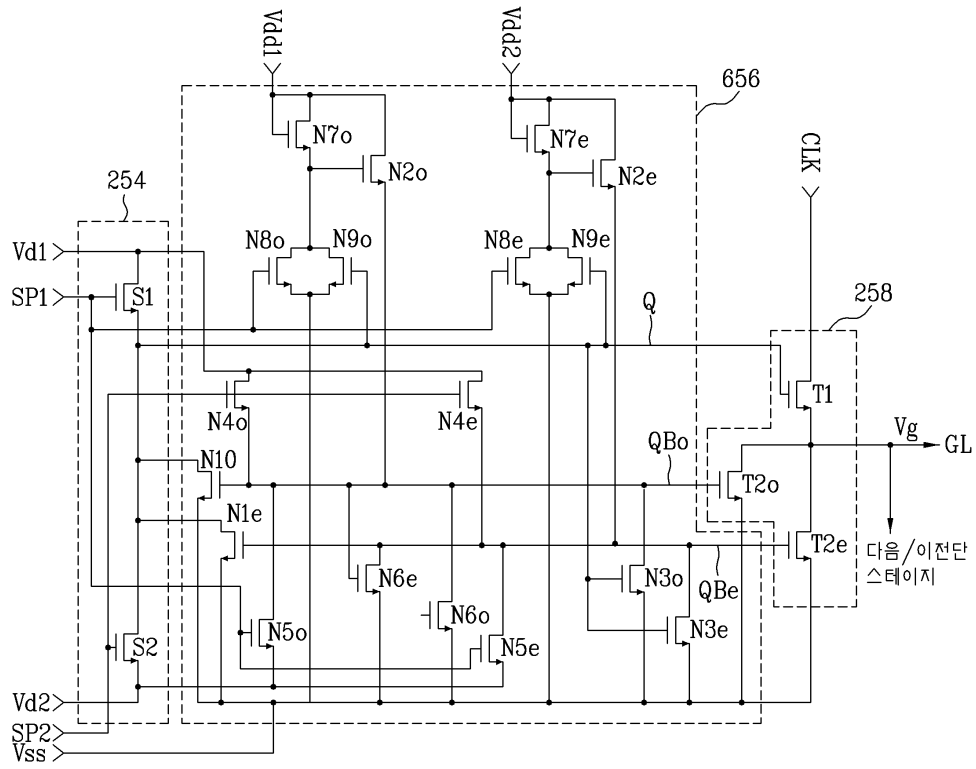 Vdd1
Vdd2
656
N7o
N2o
N7e
N2e
CLK
254
Vd1
N8o
N9o
N8e
N9e
SP1
S1
Q
258
T1
N4o
N4e
Vg
GL
QBo
N10
T2o
N1e
T2e
다음/이전단
스테이지
N6e
N3o
QBe
N6o
N5o
N3e
S2
N5e
Vd2
SP2
Vss